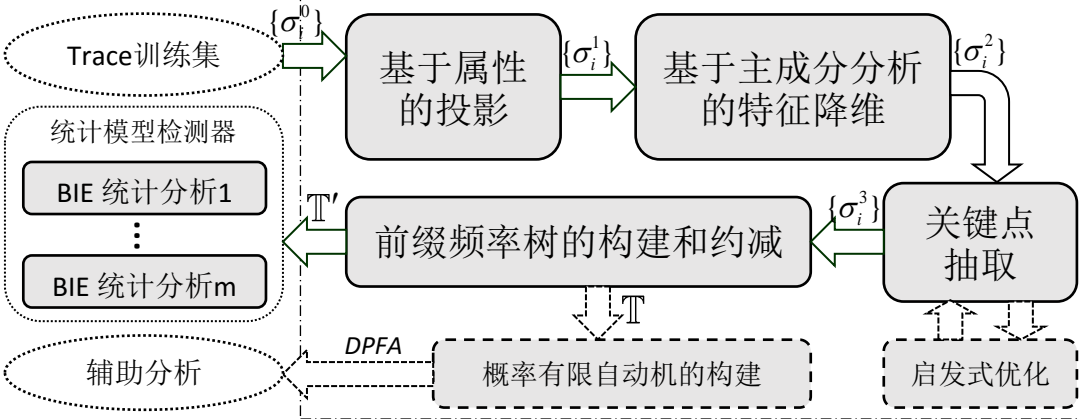 Trace训练集
{σ_i^0}
基于属性
的投影
{σ_i^1}
基于主成分分析
的特征降维
{σ_i^2}
统计模型检测器
BIE 统计分析1
⋮
BIE 统计分析m
𝕋′
前缀频率树的构建和约减
{σ_i^3}
关键点
抽取
𝕋
辅助分析
DPFA
概率有限自动机的构建
启发式优化